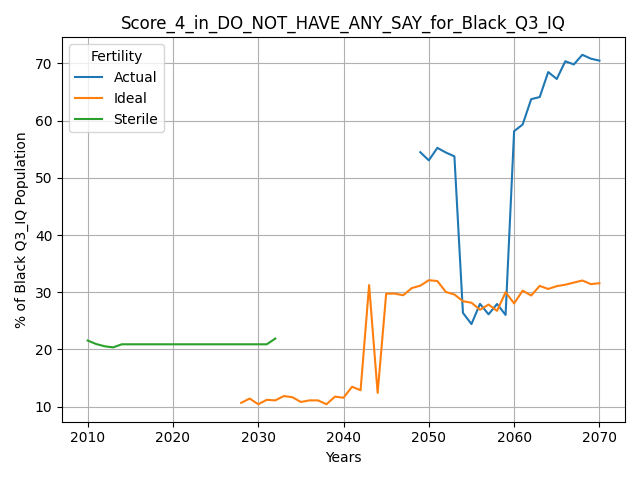 Score_4_in_DO_NOT_HAVE_ANY_SAY_for_Black_Q3_IQ
Fertility
Actual
Ideal
Sterile
% of Black Q3_IQ Population
70
60
50
40
30
20
10
2010 2020 2030 2040 2050 2060 2070
Years